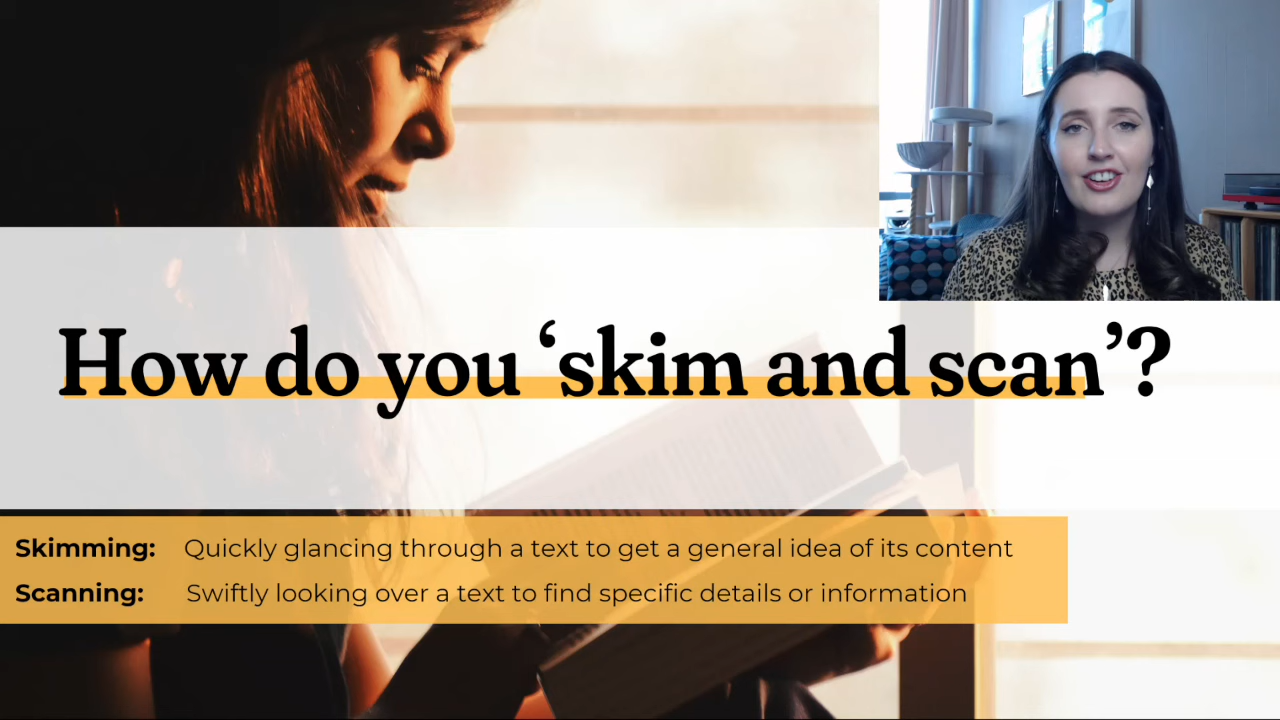 How do you ‘skim and scan’?
Skimming: Quickly glancing through a text to get a general idea of its content
Scanning: Swiftly looking over a text to find specific details or information